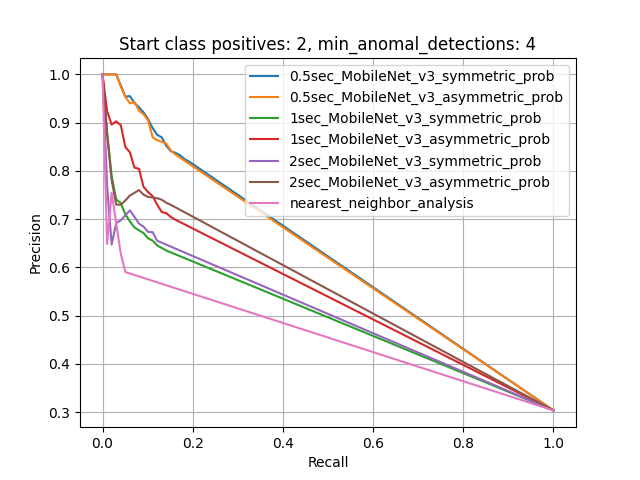 Start class positives: 2, min_anomal_detections: 4
1.0
0.9
0.8
0.7
0.6
0.5
0.4
0.3
Precision
0.5sec_MobileNet_v3_symmetric_prob
0.5sec_MobileNet_v3_asymmetric_prob
1sec_MobileNet_v3_symmetric_prob
1sec_MobileNet_v3_asymmetric_prob
2sec_MobileNet_v3_symmetric_prob
2sec_MobileNet_v3_asymmetric_prob
nearest_neighbor_analysis
0.0 0.2 0.4 0.6 0.8 1.0
Recall